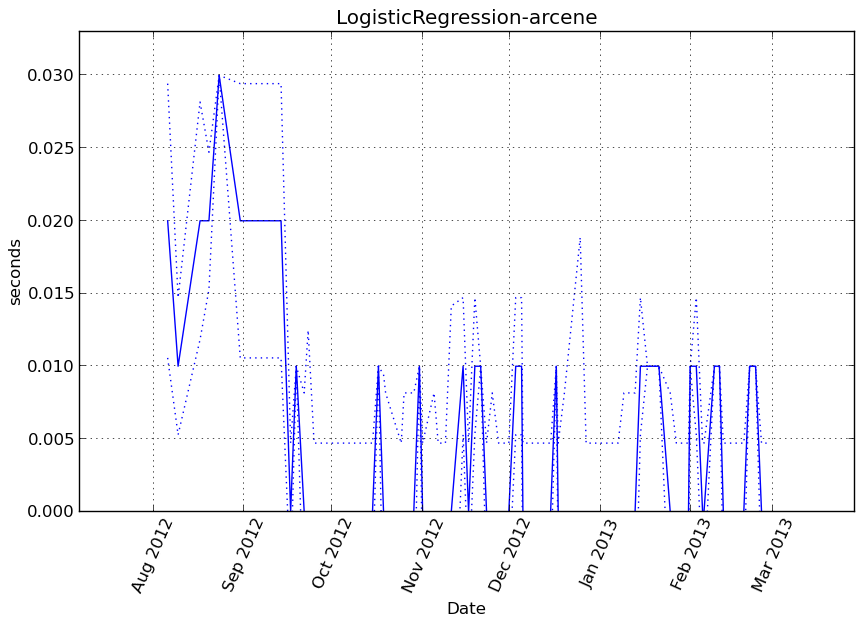 LogisticRegression-arcene
0.030
0.025
0.020
0.015
0.010
0.005
0.000
seconds
Aug 2012
Sep 2012
Oct 2012
Nov 2012
Dec 2012
Jan 2013
Feb 2013
Mar 2013
Date